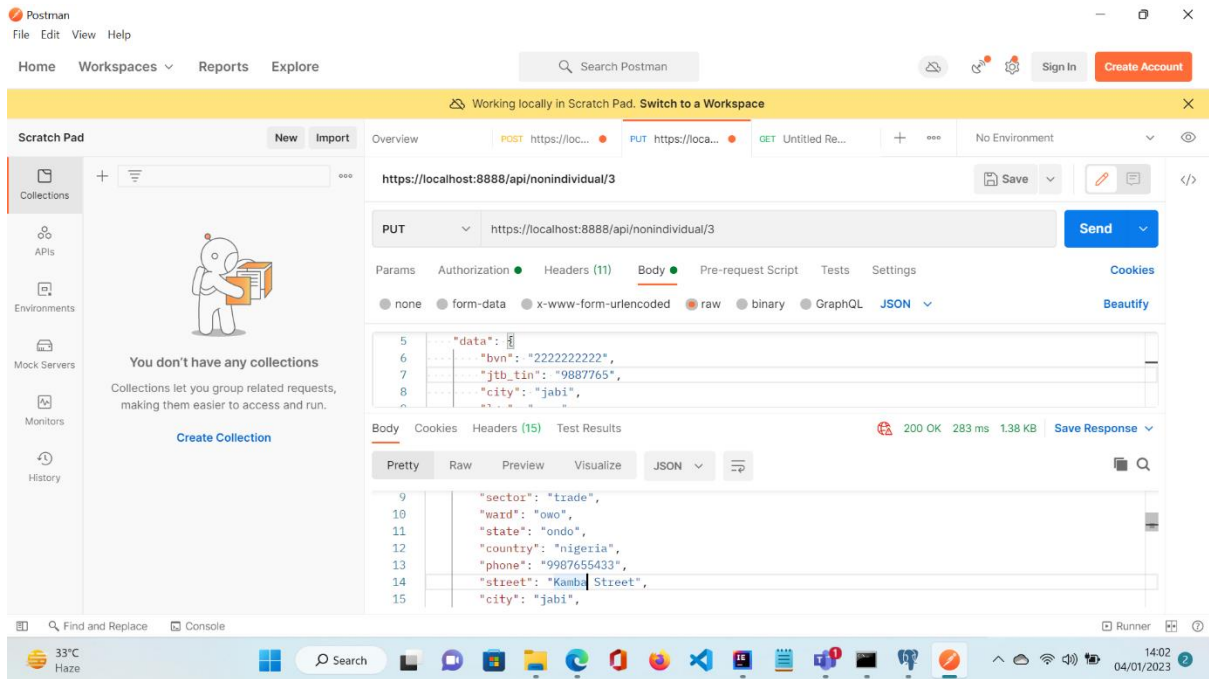 Postman
File Edit View Help
Home Workspaces Reports Explore
Search Postman
Sign In
Create Account
Working locally in Scratch Pad. Switch to a Workspace
Scratch Pad
New Import
Overview
POST https://loc...
PUT https://loca...
GET Untitled Re...
No Environment
Collections
APIs
Environments
Mock Servers
Monitors
History
You don't have any collections
Collections let you group related requests,
making them easier to access and run.
Create Collection
https://localhost:8888/api/nonindividual/3
Save
PUT https://localhost:8888/api/nonindividual/3
Send
Params Authorization Headers (11) Body Pre-request Script Tests Settings
Cookies
none form-data x-www-form-urlencoded raw binary GraphQL JSON
Beautify
5 "data": {
6 "bvn": "2222222222",
7 "jtb_tin": "9887765",
8 "city": "jabi",
Body Cookies Headers (15) Test Results
200 OK 283 ms 1.38 KB Save Response
Pretty Raw Preview Visualize JSON
9 "sector": "trade",
10 "ward": "owo",
11 "state": "ondo",
12 "country": "nigeria",
13 "phone": "9987655433",
14 "street": "Kamba Street",
15 "city": "jabi",
Find and Replace Console
Runner
33°C
Haze
Search
14:02
04/01/2023
2